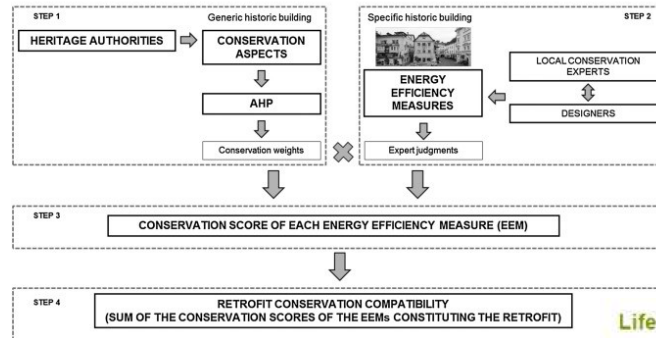 STEP 1
Generic historic building
HERITAGE AUTHORITIES
CONSERVATION
ASPECTS
AHP
Conservation weights
Specific historic building
STEP 2
ENERGY
EFFICIENCY
MEASURES
LOCAL CONSERVATION
EXPERTS
DESIGNERS
Expert judgments
STEP 3
CONSERVATION SCORE OF EACH ENERGY EFFICIENCY MEASURE (EEM)
STEP 4
RETROFIT CONSERVATION COMPATIBILITY
(SUM OF THE CONSERVATION SCORES OF THE EEMs CONSTITUTING THE RETROFIT)
Life